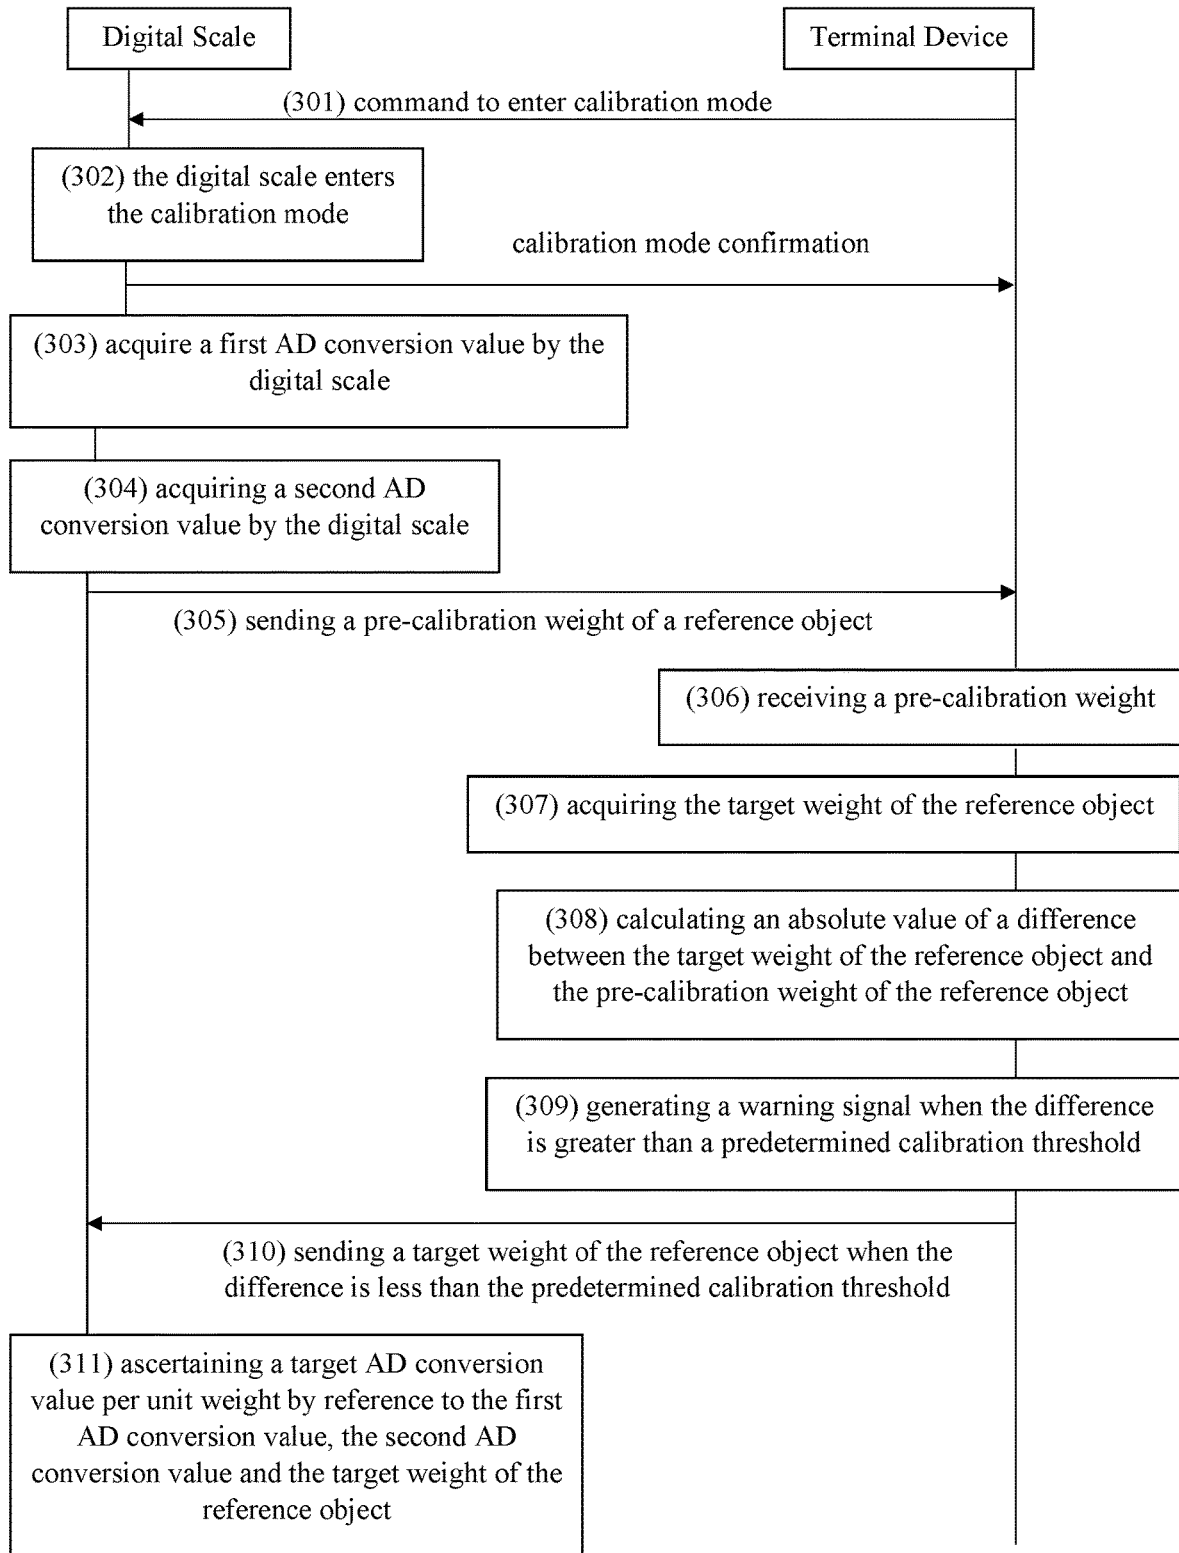 Digital Scale
Terminal Device
(301) command to enter calibration mode
(302) the digital scale enters
the calibration mode
calibration mode confirmation
(303) acquire a first AD conversion value by the
digital scale
(304) acquiring a second AD
conversion value by the digital scale
(305) sending a pre-calibration weight of a reference object
(306) receiving a pre-calibration weight
(307) acquiring the target weight of the reference object
(308) calculating an absolute value of a difference
between the target weight of the reference object and
the pre-calibration weight of the reference object
(309) generating a warning signal when the difference
is greater than a predetermined calibration threshold
(310) sending a target weight of the reference object when the
difference is less than the predetermined calibration threshold
(311) ascertaining a target AD conversion
value per unit weight by reference to the first
AD conversion value, the second AD
conversion value and the target weight of the
reference object